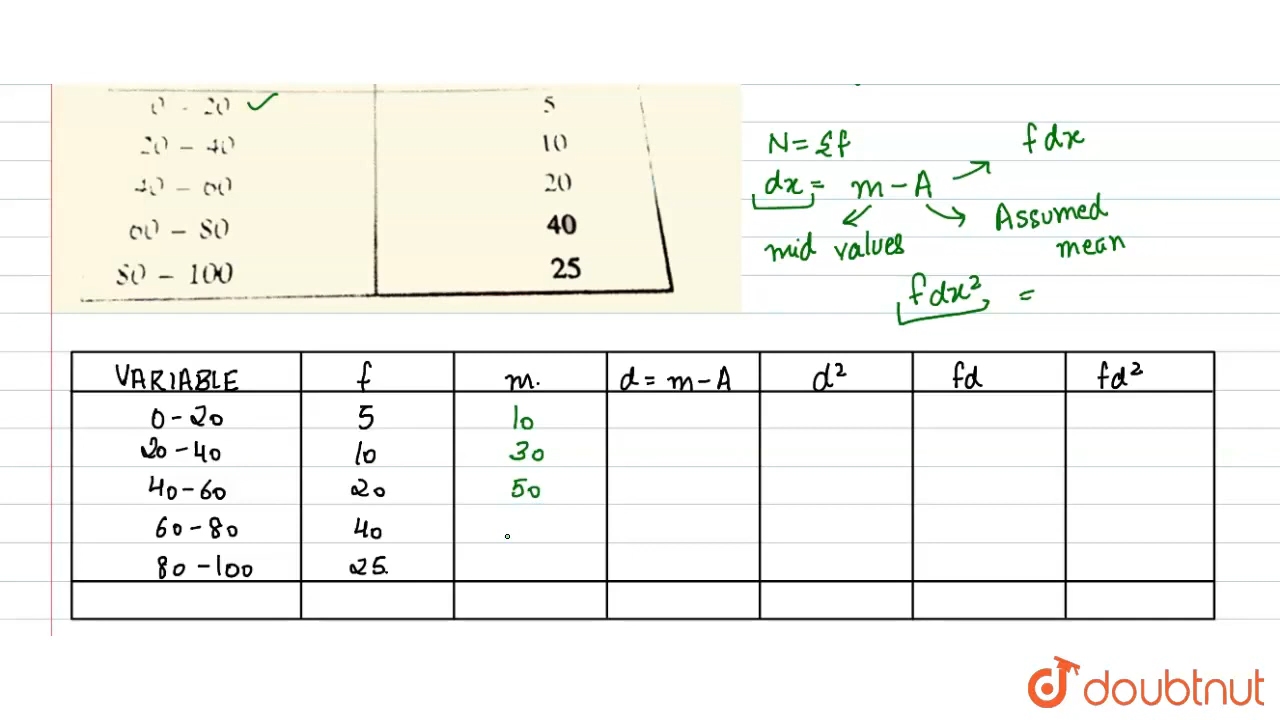 0 - 20 ✓ 5
20 - 40 10
40 - 60 20
60 - 80 40
80 - 100 25
N = Σf
fdx
dx = m - A
mid values
Assumed
mean
fdx² =
VARIABLE f m. d = m - A d² fd fd²
0 - 20 5 10
20 - 40 10 30
40 - 60 20 50
60 - 80 40
80 - 100 25.
doubtnut